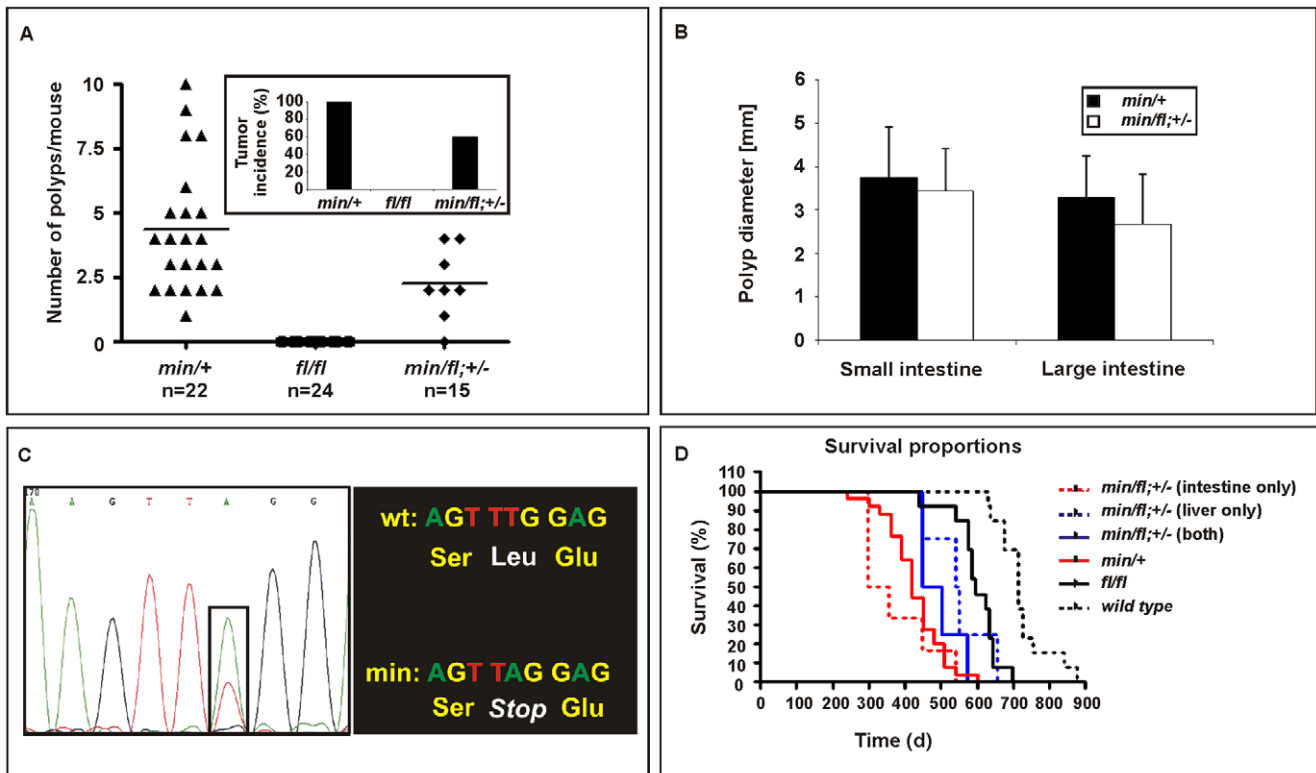 A
Number of polyps/mouse
10
7.5
5
2.5
0
min/+
n=22
fl/fl
n=24
min/fl;+/-
n=15
Tumor
incidence (%)
100
80
60
40
20
0
min/+
fl/fl
min/fl;+/-
B
Polyp diameter [mm]
6
5
4
3
2
1
0
min/+
min/fl;+/-
Small intestine
Large intestine
C
170
A A G T T A G G
wt: AGT TTG GAG
Ser Leu Glu
min: AGT TAG GAG
Ser Stop Glu
D
Survival proportions
Survival (%)
110
100
90
80
70
60
50
40
30
20
10
0
0 100 200 300 400 500 600 700 800 900
Time (d)
min/fl;+/- (intestine only)
min/fl;+/- (liver only)
min/fl;+/- (both)
min/+
fl/fl
wild type